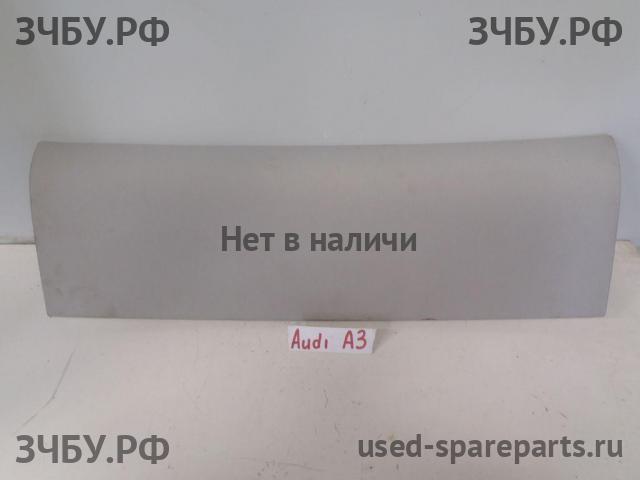 ЗЧБУ.РФ
ЗЧБУ.РФ
Нет в наличи
Audi A3
ЗЧБУ.РФ
used-spareparts.ru